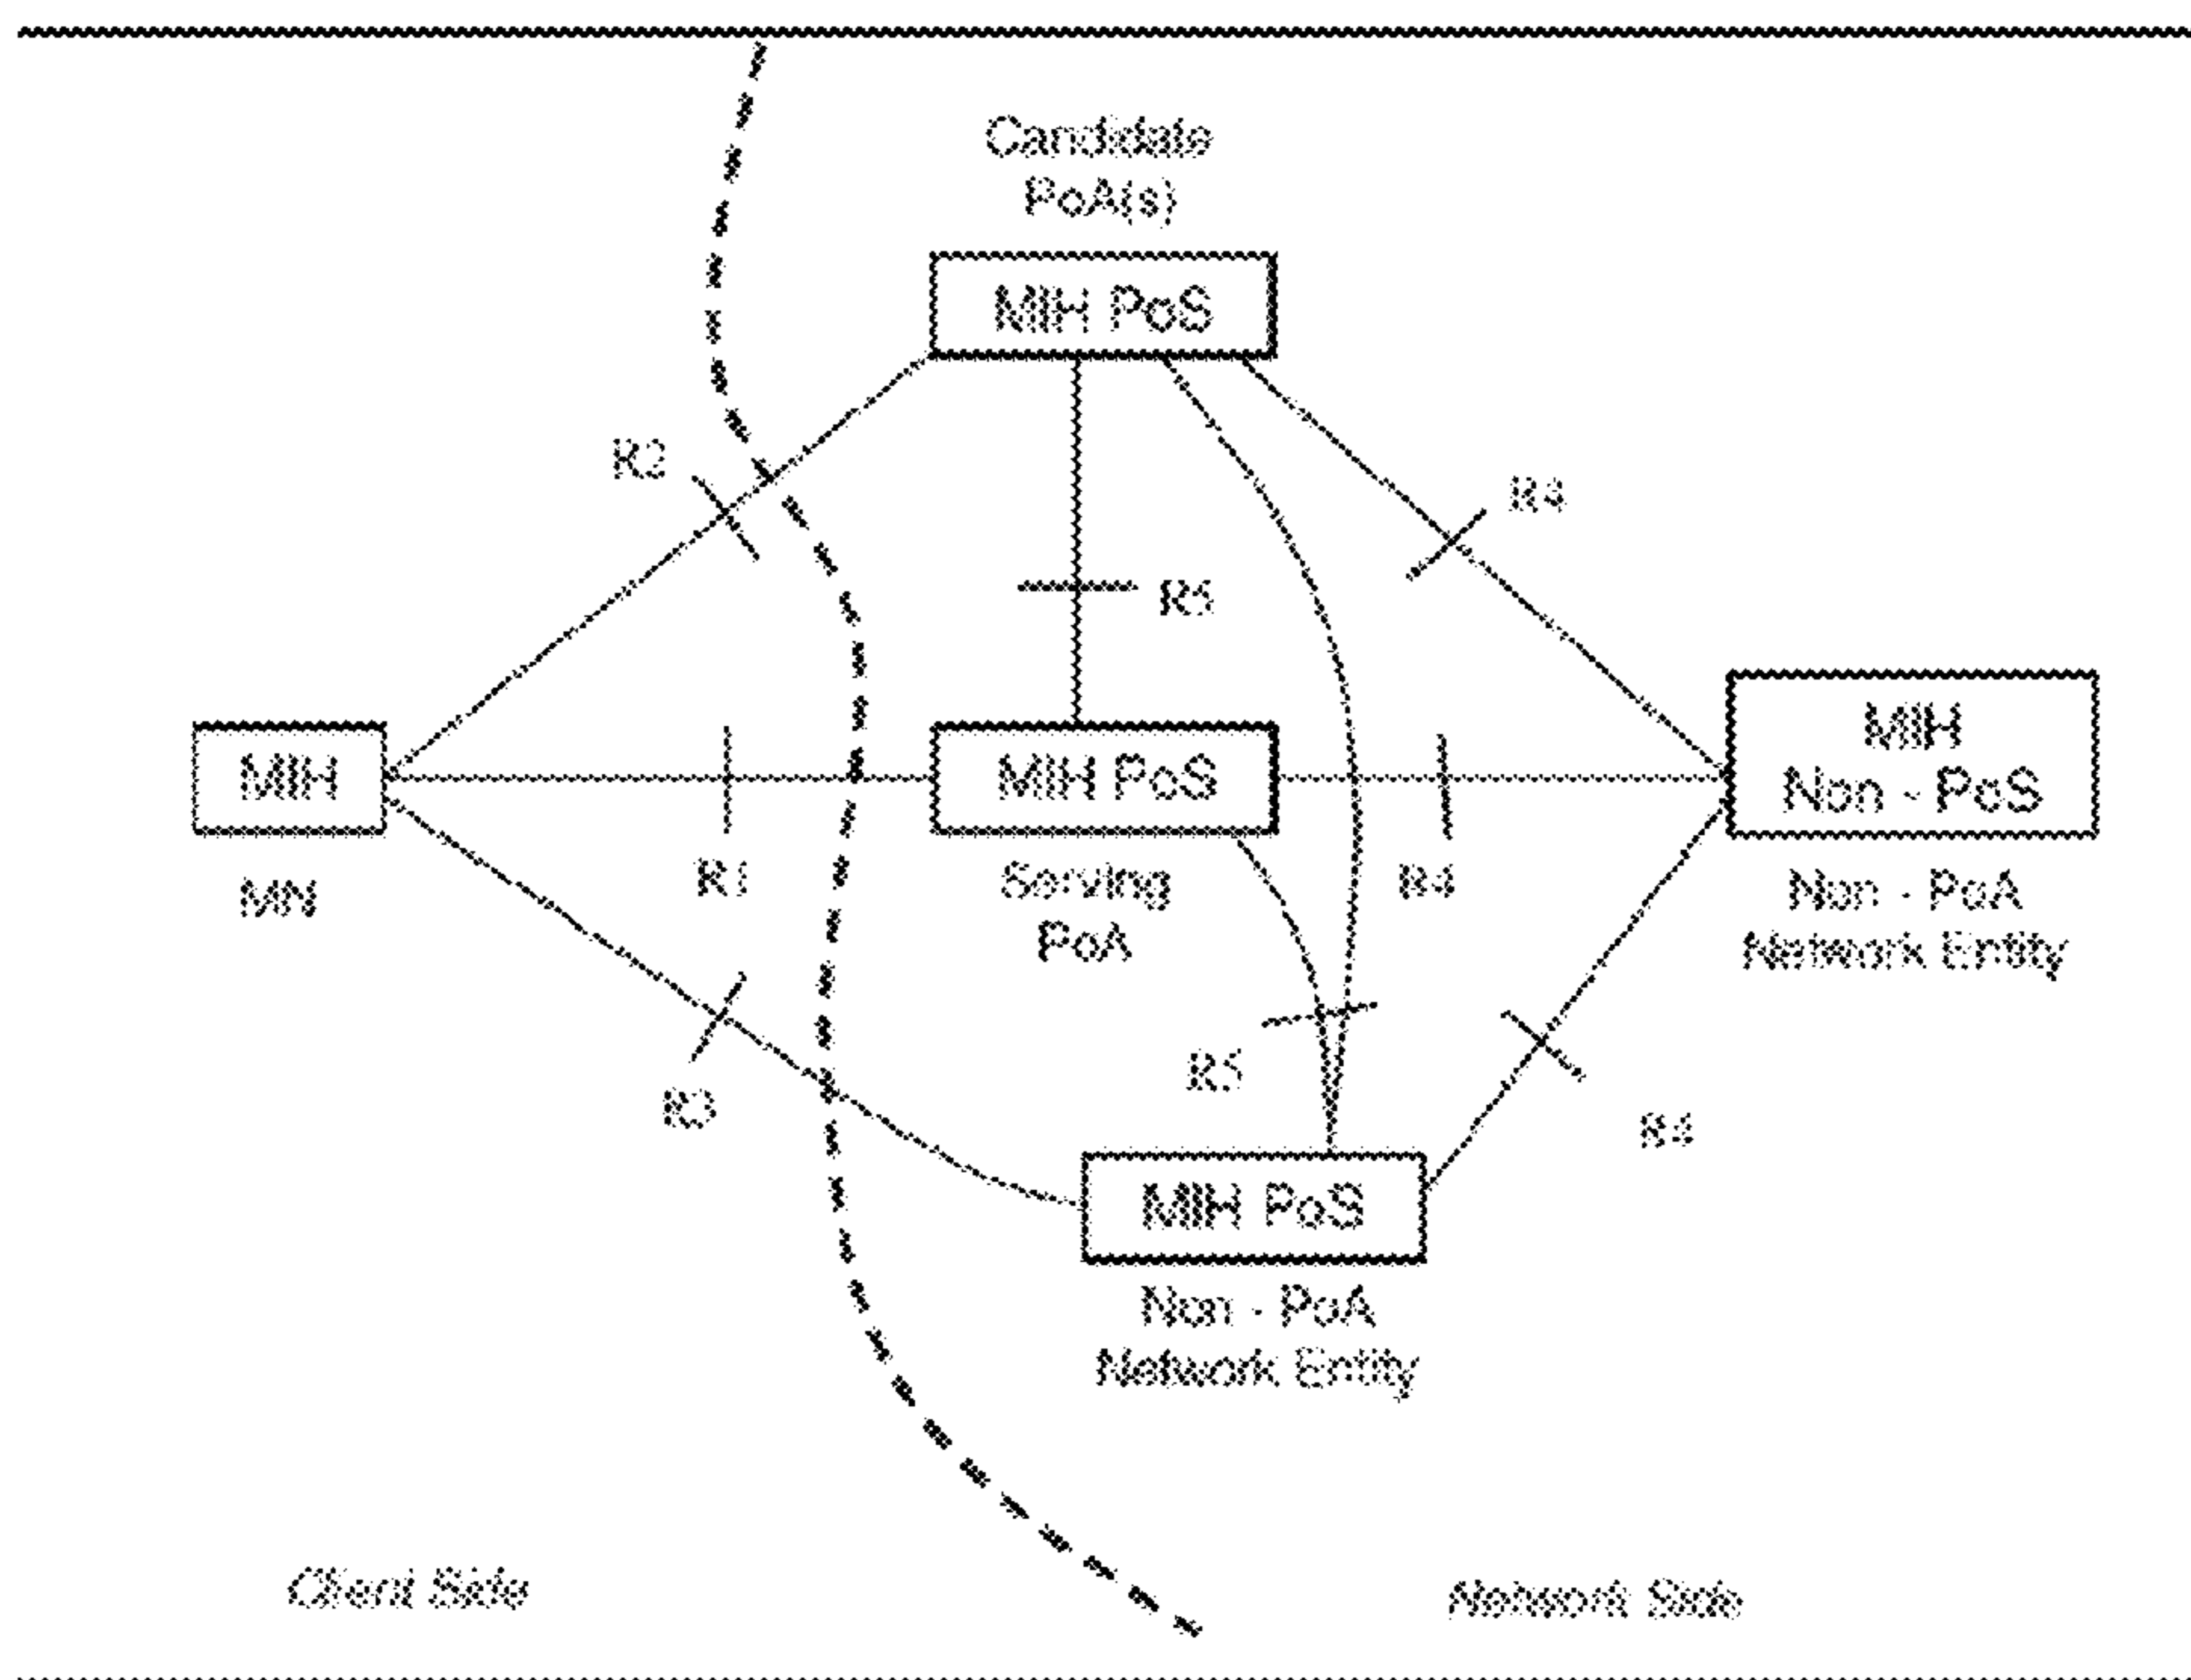 Candidate
PoA(s)
MIH PoS
R2
R4
R5
MIH
Non - PoS
MIH
MIH PoS
R1
Serving
PoA
R4
Non - PoA
Network Entity
MN
R3
R5
R4
MIH PoS
Non - PoA
Network Entity
Client Side
Network Side